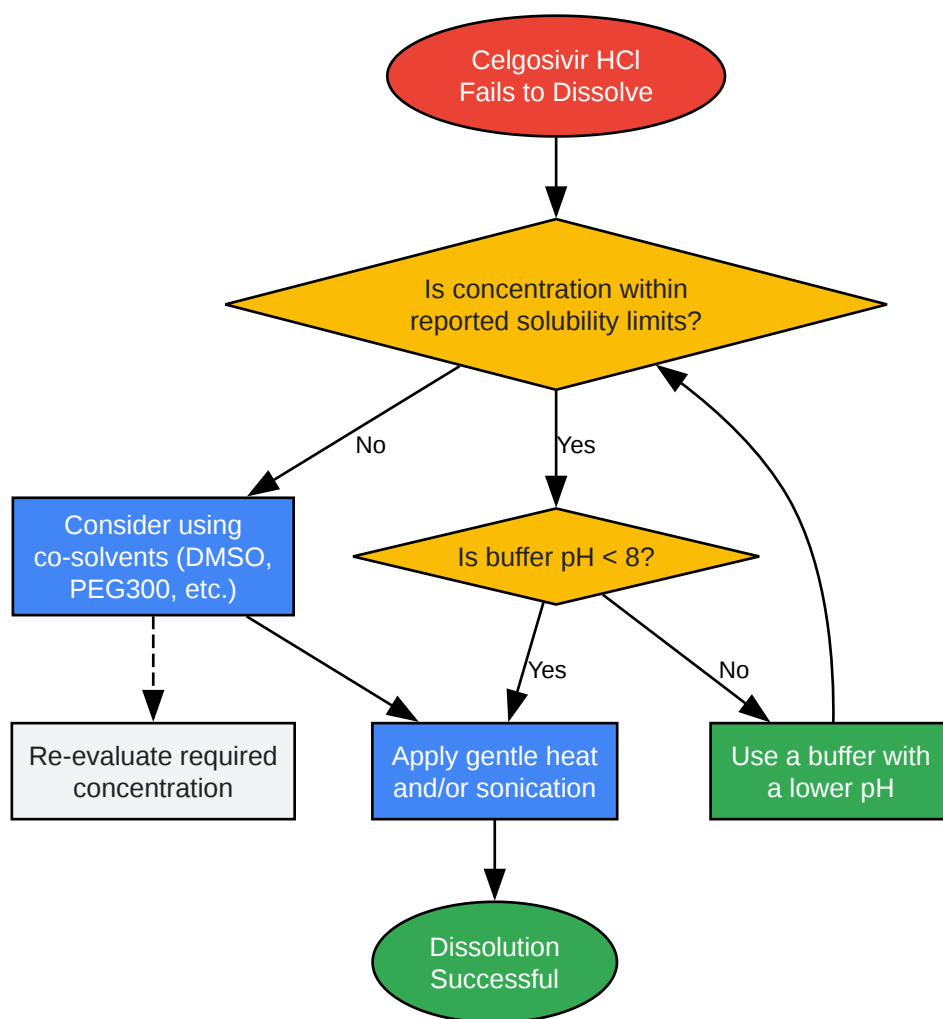 Celgosivir HCl
Fails to Dissolve
Is concentration within
reported solubility limits?
No
Yes
Consider using
co-solvents (DMSO,
PEG300, etc.)
Is buffer pH < 8?
Yes
No
Re-evaluate required
concentration
Apply gentle heat
and/or sonication
Use a buffer with
a lower pH
Dissolution
Successful